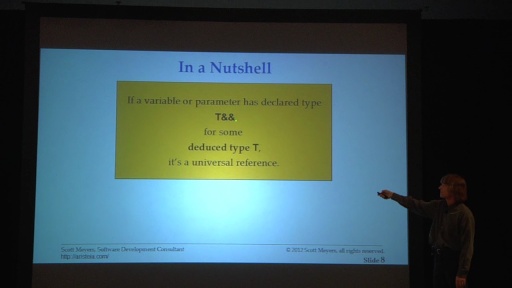 In a Nutshell
If a variable or parameter has declared type
T&&
for some
deduced type T,
it's a universal reference.
Scott Meyers, Software Development Consultant
© 2012 Scott Meyers, all rights reserved.
http://aristeia.com/
Slide 8